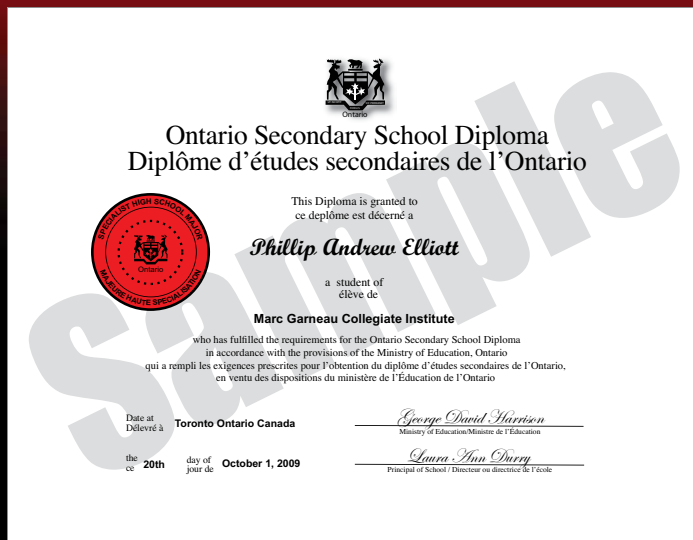 Ontario
Ontario Secondary School Diploma
Diplôme d’études secondaires de l’Ontario
SPECIALIST HIGH SCHOOL MAJOR
Ontario
MAJEURE HAUTE SPECIALISATION
This Diploma is granted to
ce deplôme est décerné a
Phillip Andrew Elliott
a student of
élève de
Marc Garneau Collegiate Institute
who has fulfilled the requirements for the Ontario Secondary School Diploma
in accordance with the provisions of the Ministry of Education, Ontario
qui a rempli les exigences prescrites pour l’obtention du diplôme d’études secondaires de l’Ontario,
en ventu des dispositions du ministère de l’Éducation de l’Ontario
Sample
Date at
Délevré à
Toronto Ontario Canada
George David Harrison
Ministry of Education/Ministre de l’Éducation
the
ce
20th
day of
jour de
October 1, 2009
Laura Ann Durry
Principal of School / Directeur ou directrice de l’école